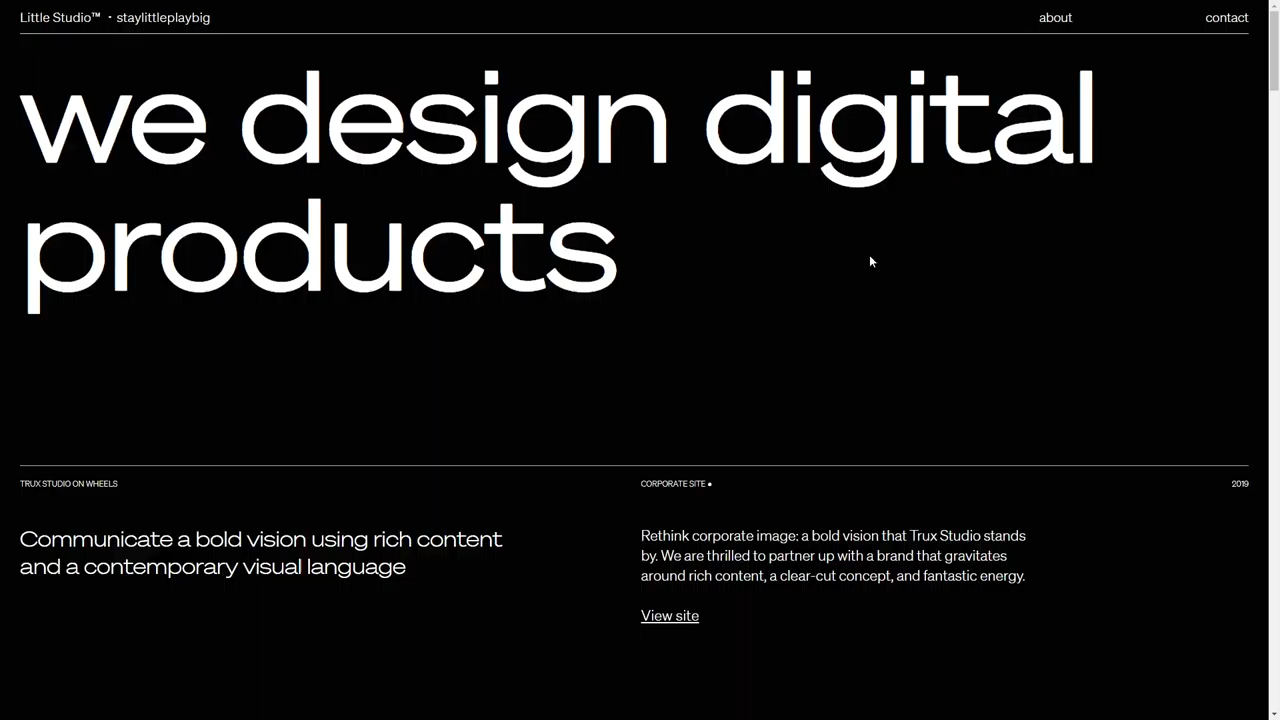 Little Studio™ · staylittleplaybig
about
contact
we design digital
products
TRUX STUDIO ON WHEELS
CORPORATE SITE ●
2019
Communicate a bold vision using rich content
and a contemporary visual language
Rethink corporate image: a bold vision that Trux Studio stands
by. We are thrilled to partner up with a brand that gravitates
around rich content, a clear-cut concept, and fantastic energy.
View site